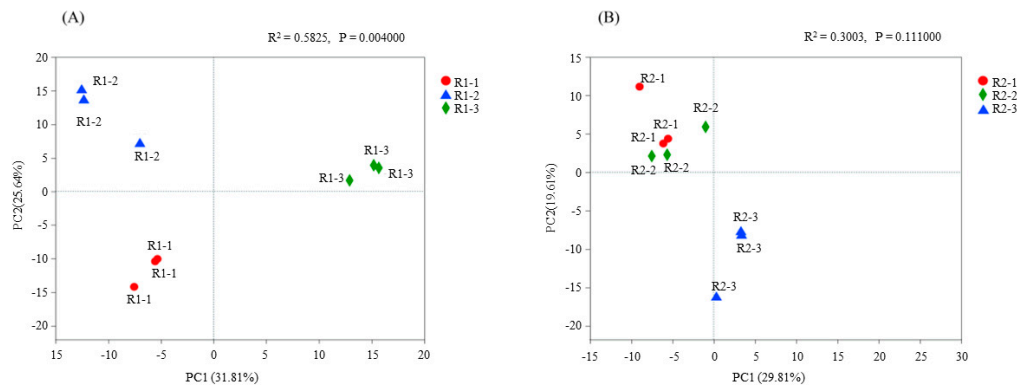 (A)
R² = 0.5825, P = 0.004000
20
15
10
5
0
-5
-10
-15
-20
PC2(25.64%)
R1-2
R1-2
R1-2
R1-3
R1-3
R1-3
R1-1
R1-1
R1-1
R1-1
R1-2
R1-3
15
-10
-5
0
5
10
15
20
PC1 (31.81%)
(B)
R² = 0.3003, P = 0.111000
15
10
5
0
-5
-10
-15
-20
PC2(19.61%)
R2-1
R2-2
R2-1
R2-1
R2-2
R2-2
R2-3
R2-3
R2-3
R2-1
R2-2
R2-3
-15
-10
-5
0
5
10
15
20
25
30
PC1 (29.81%)